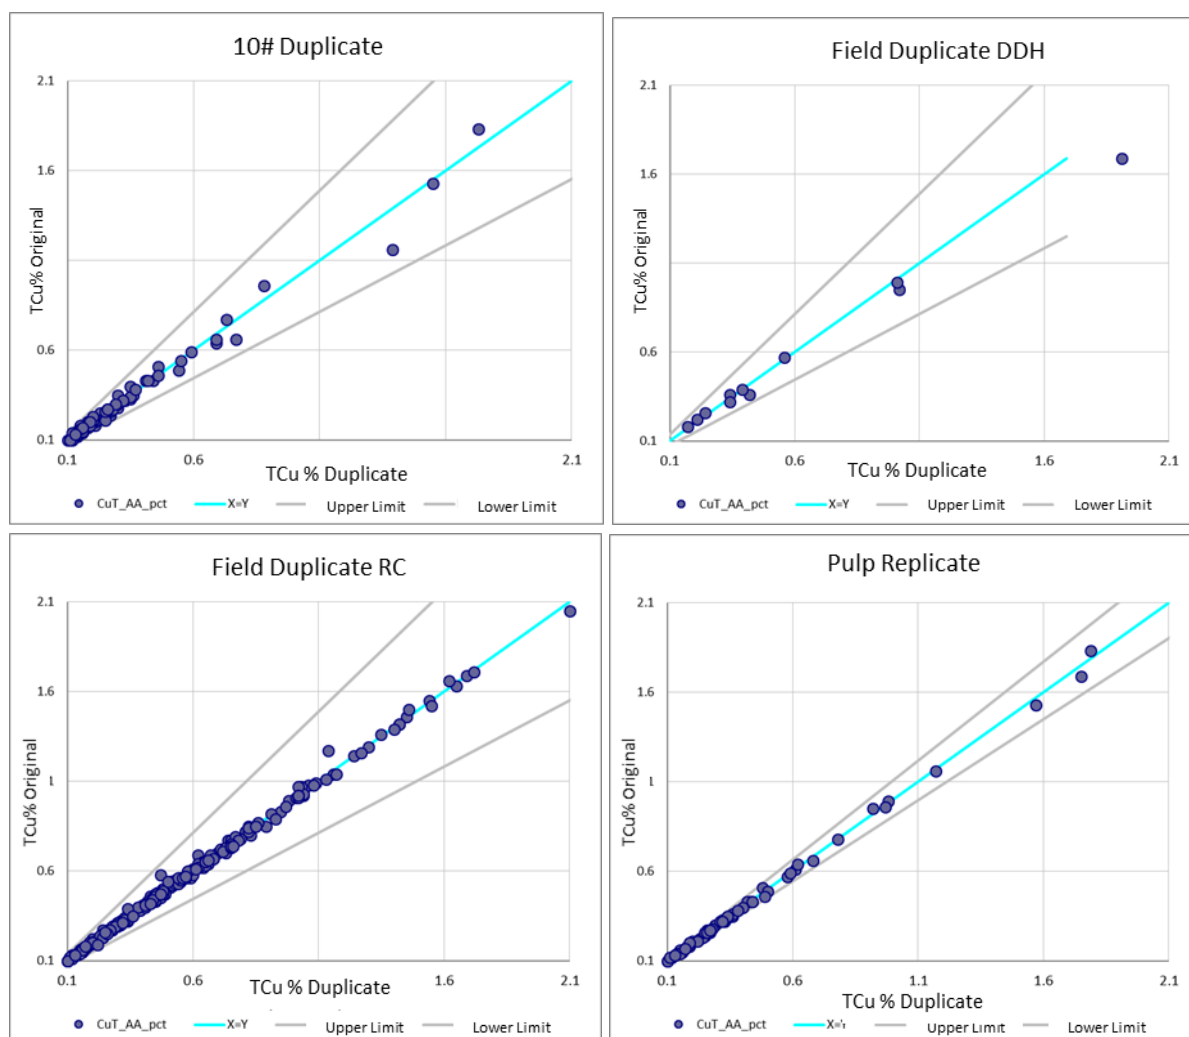 10# Duplicate
2.1
1.6
0.6
0.1
TCu% Original
0.1
0.6
2.1
TCu % Duplicate
CuT_AA_pct X=Y Upper Limit Lower Limit
Field Duplicate DDH
2.1
1.6
0.6
0.1
TCu% Original
0.1
0.6
1.6
2.1
TCu % Duplicate
CuT_AA_pct X=Y Upper Limit Lower Limit
Field Duplicate RC
2.1
1.6
1
0.6
0.1
TCu% Original
0.1
0.6
1.6
2.1
TCu % Duplicate
CuT_AA_pct X=Y Upper Limit Lower Limit
Pulp Replicate
2.1
1.6
1
0.6
0.1
TCu% Original
0.1
0.6
1.1
1.6
2.1
TCu % Duplicate
CuT_AA_pct Upper Limit Lower Limit